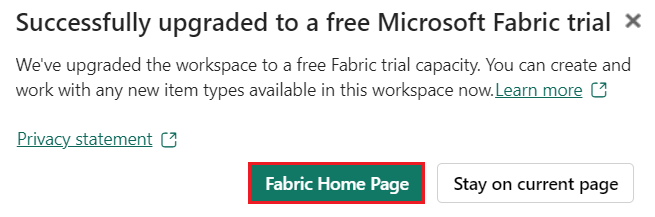 Successfully upgraded to a free Microsoft Fabric trial
We've upgraded the workspace to a free Fabric trial capacity. You can create and
work with any new item types available in this workspace now.Learn more
Privacy statement
Fabric Home Page Stay on current page